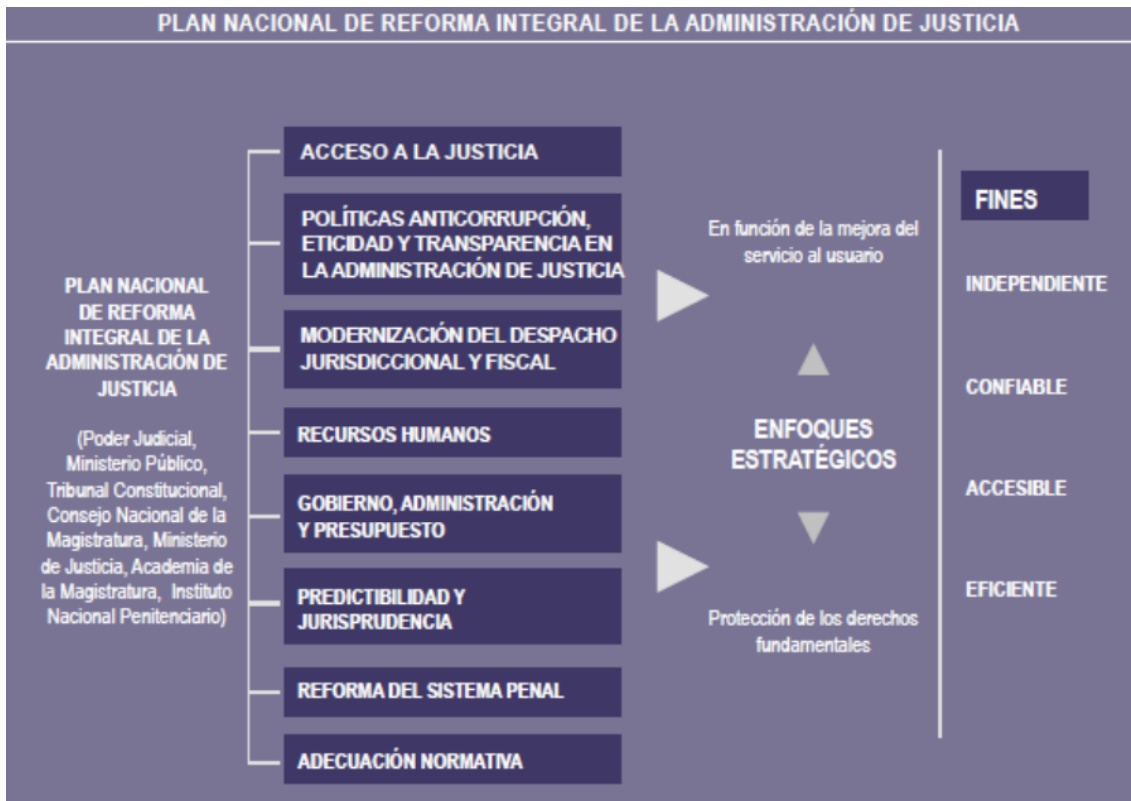 PLAN NACIONAL DE REFORMA INTEGRAL DE LA ADMINISTRACIÓN DE JUSTICIA
PLAN NACIONAL
DE REFORMA
INTEGRAL DE LA
ADMINISTRACIÓN DE
JUSTICIA
(Poder Judicial,
Ministerio Público,
Tribunal Constitucional,
Consejo Nacional de la
Magistratura, Ministerio
de Justicia, Academia de
la Magistratura, Instituto
Nacional Penitenciario)
ACCESO A LA JUSTICIA
POLÍTICAS ANTICORRUPCIÓN,
ETICIDAD Y TRANSPARENCIA EN
LA ADMINISTRACIÓN DE JUSTICIA
MODERNIZACIÓN DEL DESPACHO
JURISDICCIONAL Y FISCAL
RECURSOS HUMANOS
GOBIERNO, ADMINISTRACIÓN
Y PRESUPUESTO
PREDICTIBILIDAD Y
JURISPRUDENCIA
REFORMA DEL SISTEMA PENAL
ADECUACIÓN NORMATIVA
En función de la mejora del
servicio al usuario
ENFOQUES
ESTRATÉGICOS
Protección de los derechos
fundamentales
FINES
INDEPENDIENTE
CONFIABLE
ACCESIBLE
EFICIENTE